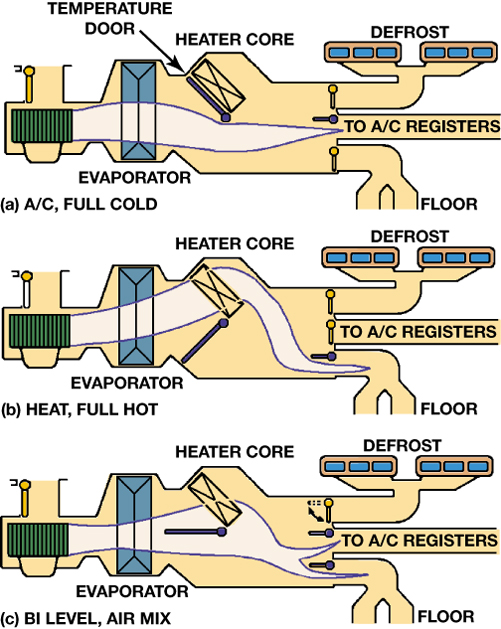 TEMPERATURE
DOOR
HEATER CORE
DEFROST
TO A/C REGISTERS
EVAPORATOR
FLOOR
(a) A/C, FULL COLD
HEATER CORE
DEFROST
TO A/C REGISTERS
EVAPORATOR
(b) HEAT, FULL HOT
FLOOR
HEATER CORE
DEFROST
TO A/C REGISTERS
EVAPORATOR
FLOOR
(c) BI LEVEL, AIR MIX